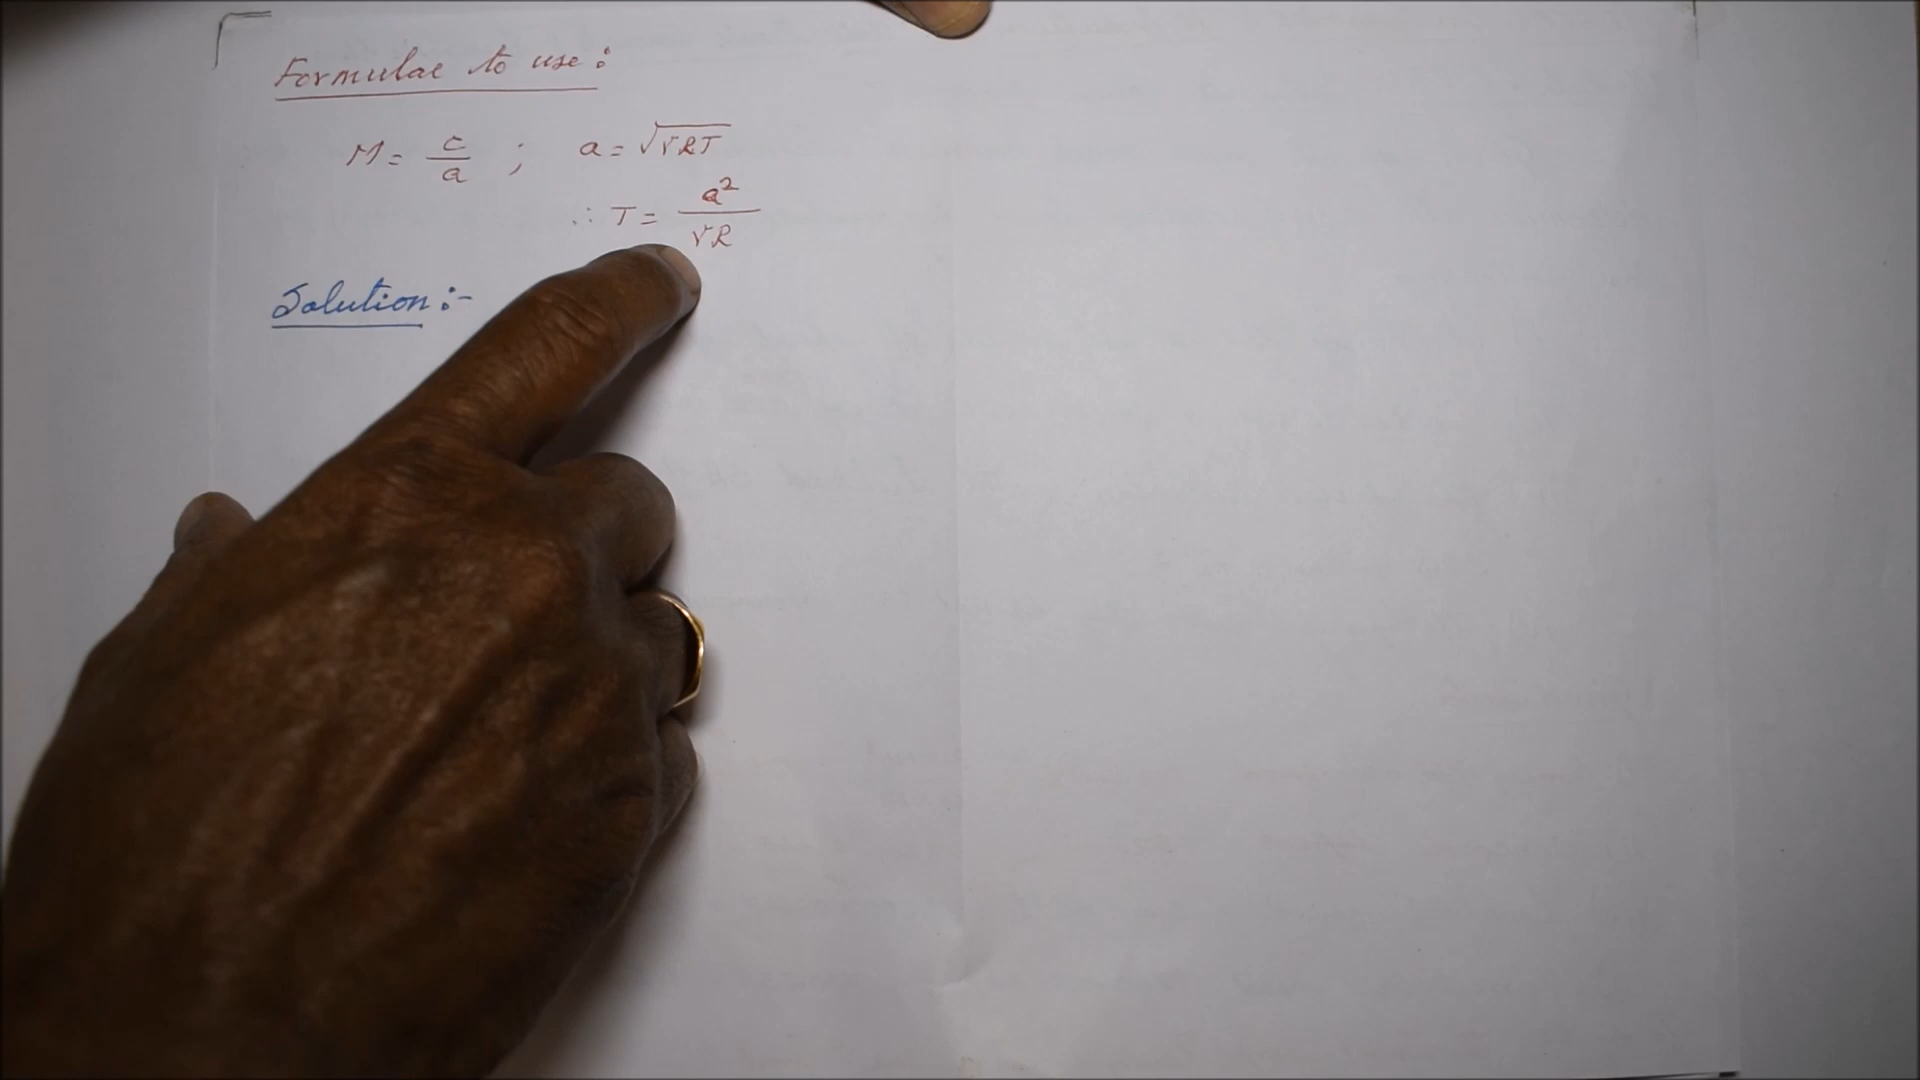 Formulae to use :
M = c/a ; a = √γRT
∴ T = a²/γR
Solution :-